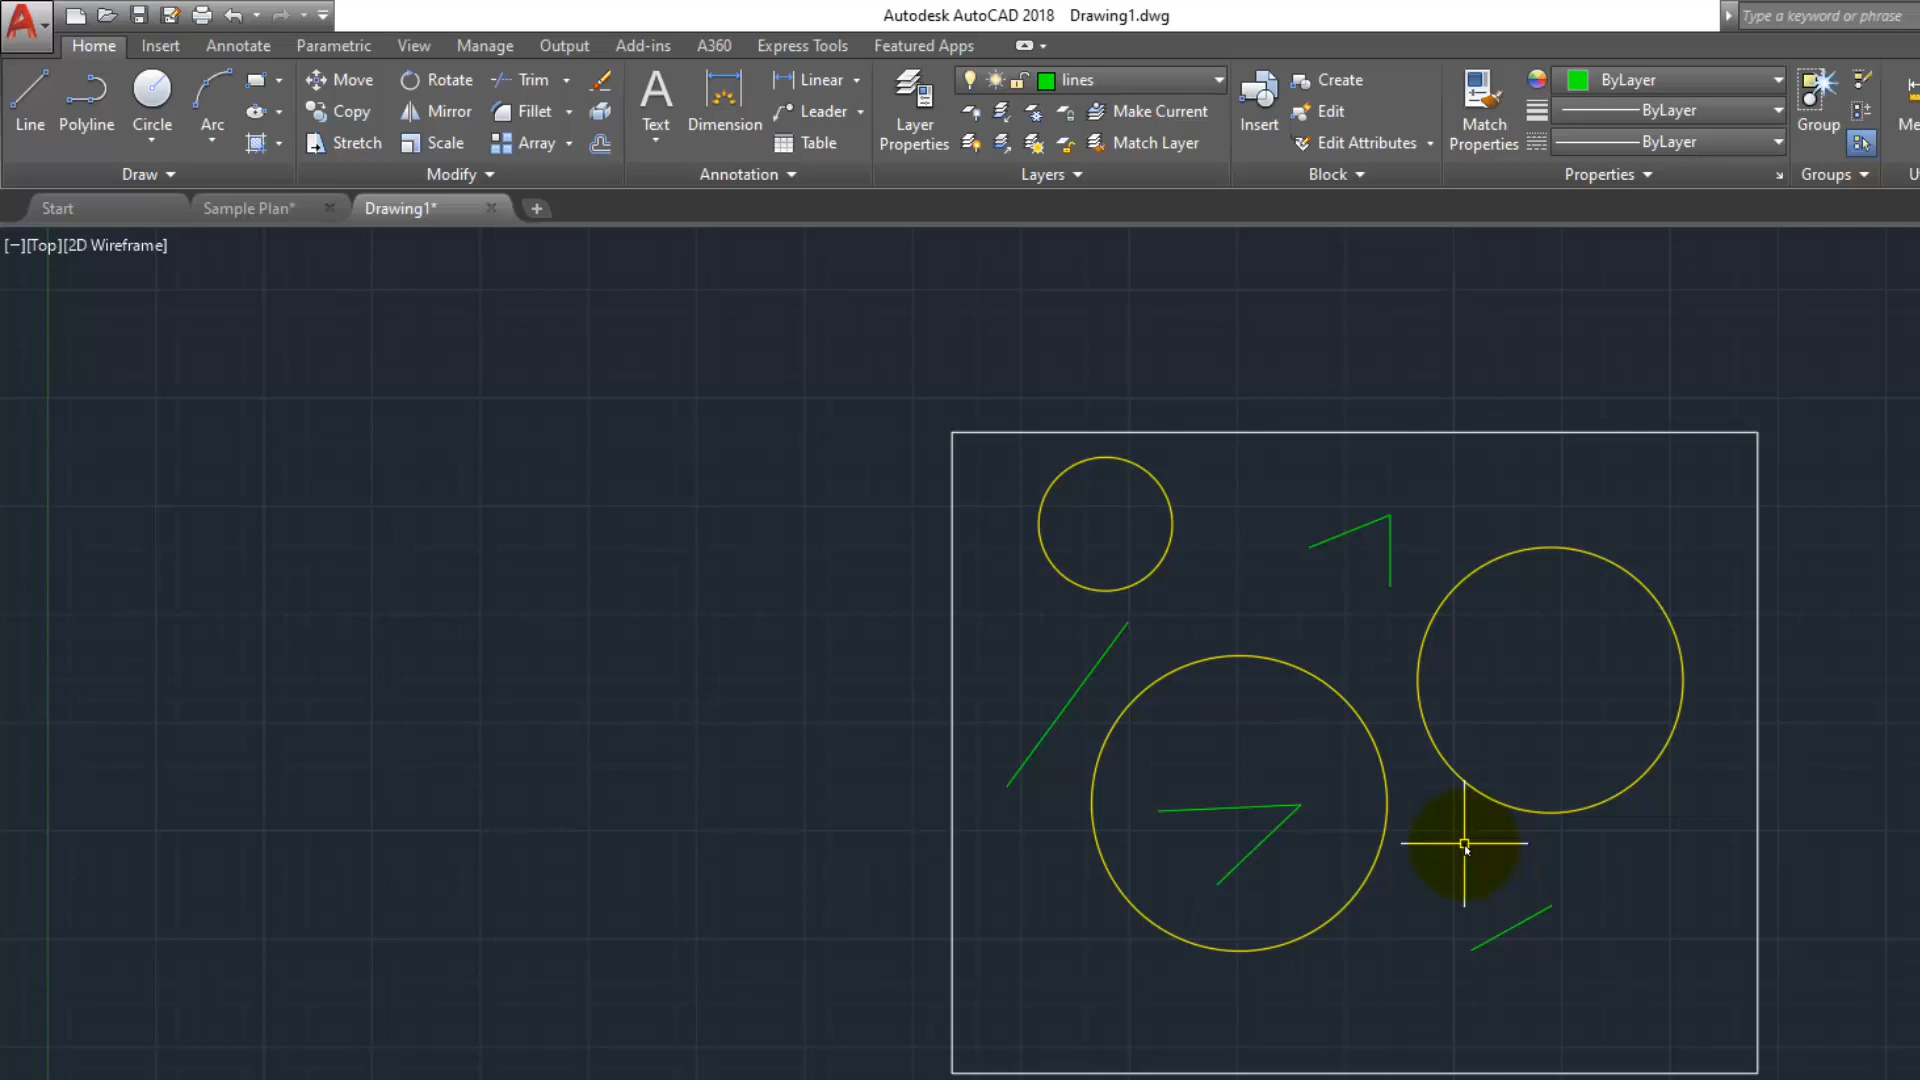 Autodesk AutoCAD 2018 Drawing1.dwg
Type a keyword or phrase
Home Insert Annotate Parametric View Manage Output Add-ins A360 Express Tools Featured Apps
Move Rotate Trim Linear lines Create ByLayer
Copy Mirror Fillet Leader Make Current Edit ByLayer
Line Polyline Circle Arc Text Dimension Layer Properties Insert Match Properties Group
Stretch Scale Array Table Match Layer Edit Attributes ByLayer
Draw Modify Annotation Layers Block Properties Groups
Start Sample Plan* Drawing1*
[−][Top][2D Wireframe]